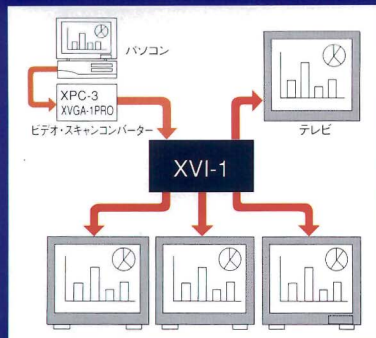 パソコン
XPC-3
XVGA-1PRO
ビデオ・スキャンコンバーター
テレビ
XVI-1